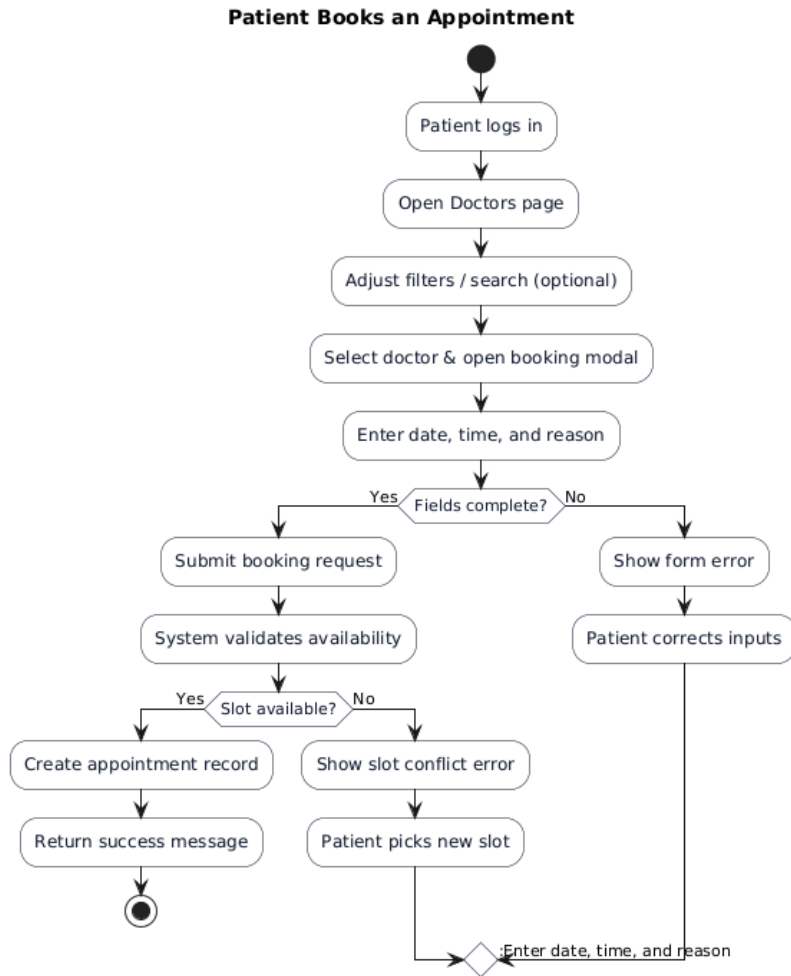 Patient Books an Appointment
Patient logs in
Open Doctors page
Adjust filters / search (optional)
Select doctor & open booking modal
Enter date, time, and reason
Fields complete?
Yes
No
Submit booking request
Show form error
System validates availability
Patient corrects inputs
Slot available?
Yes
No
Create appointment record
Show slot conflict error
Return success message
Patient picks new slot
:Enter date, time, and reason